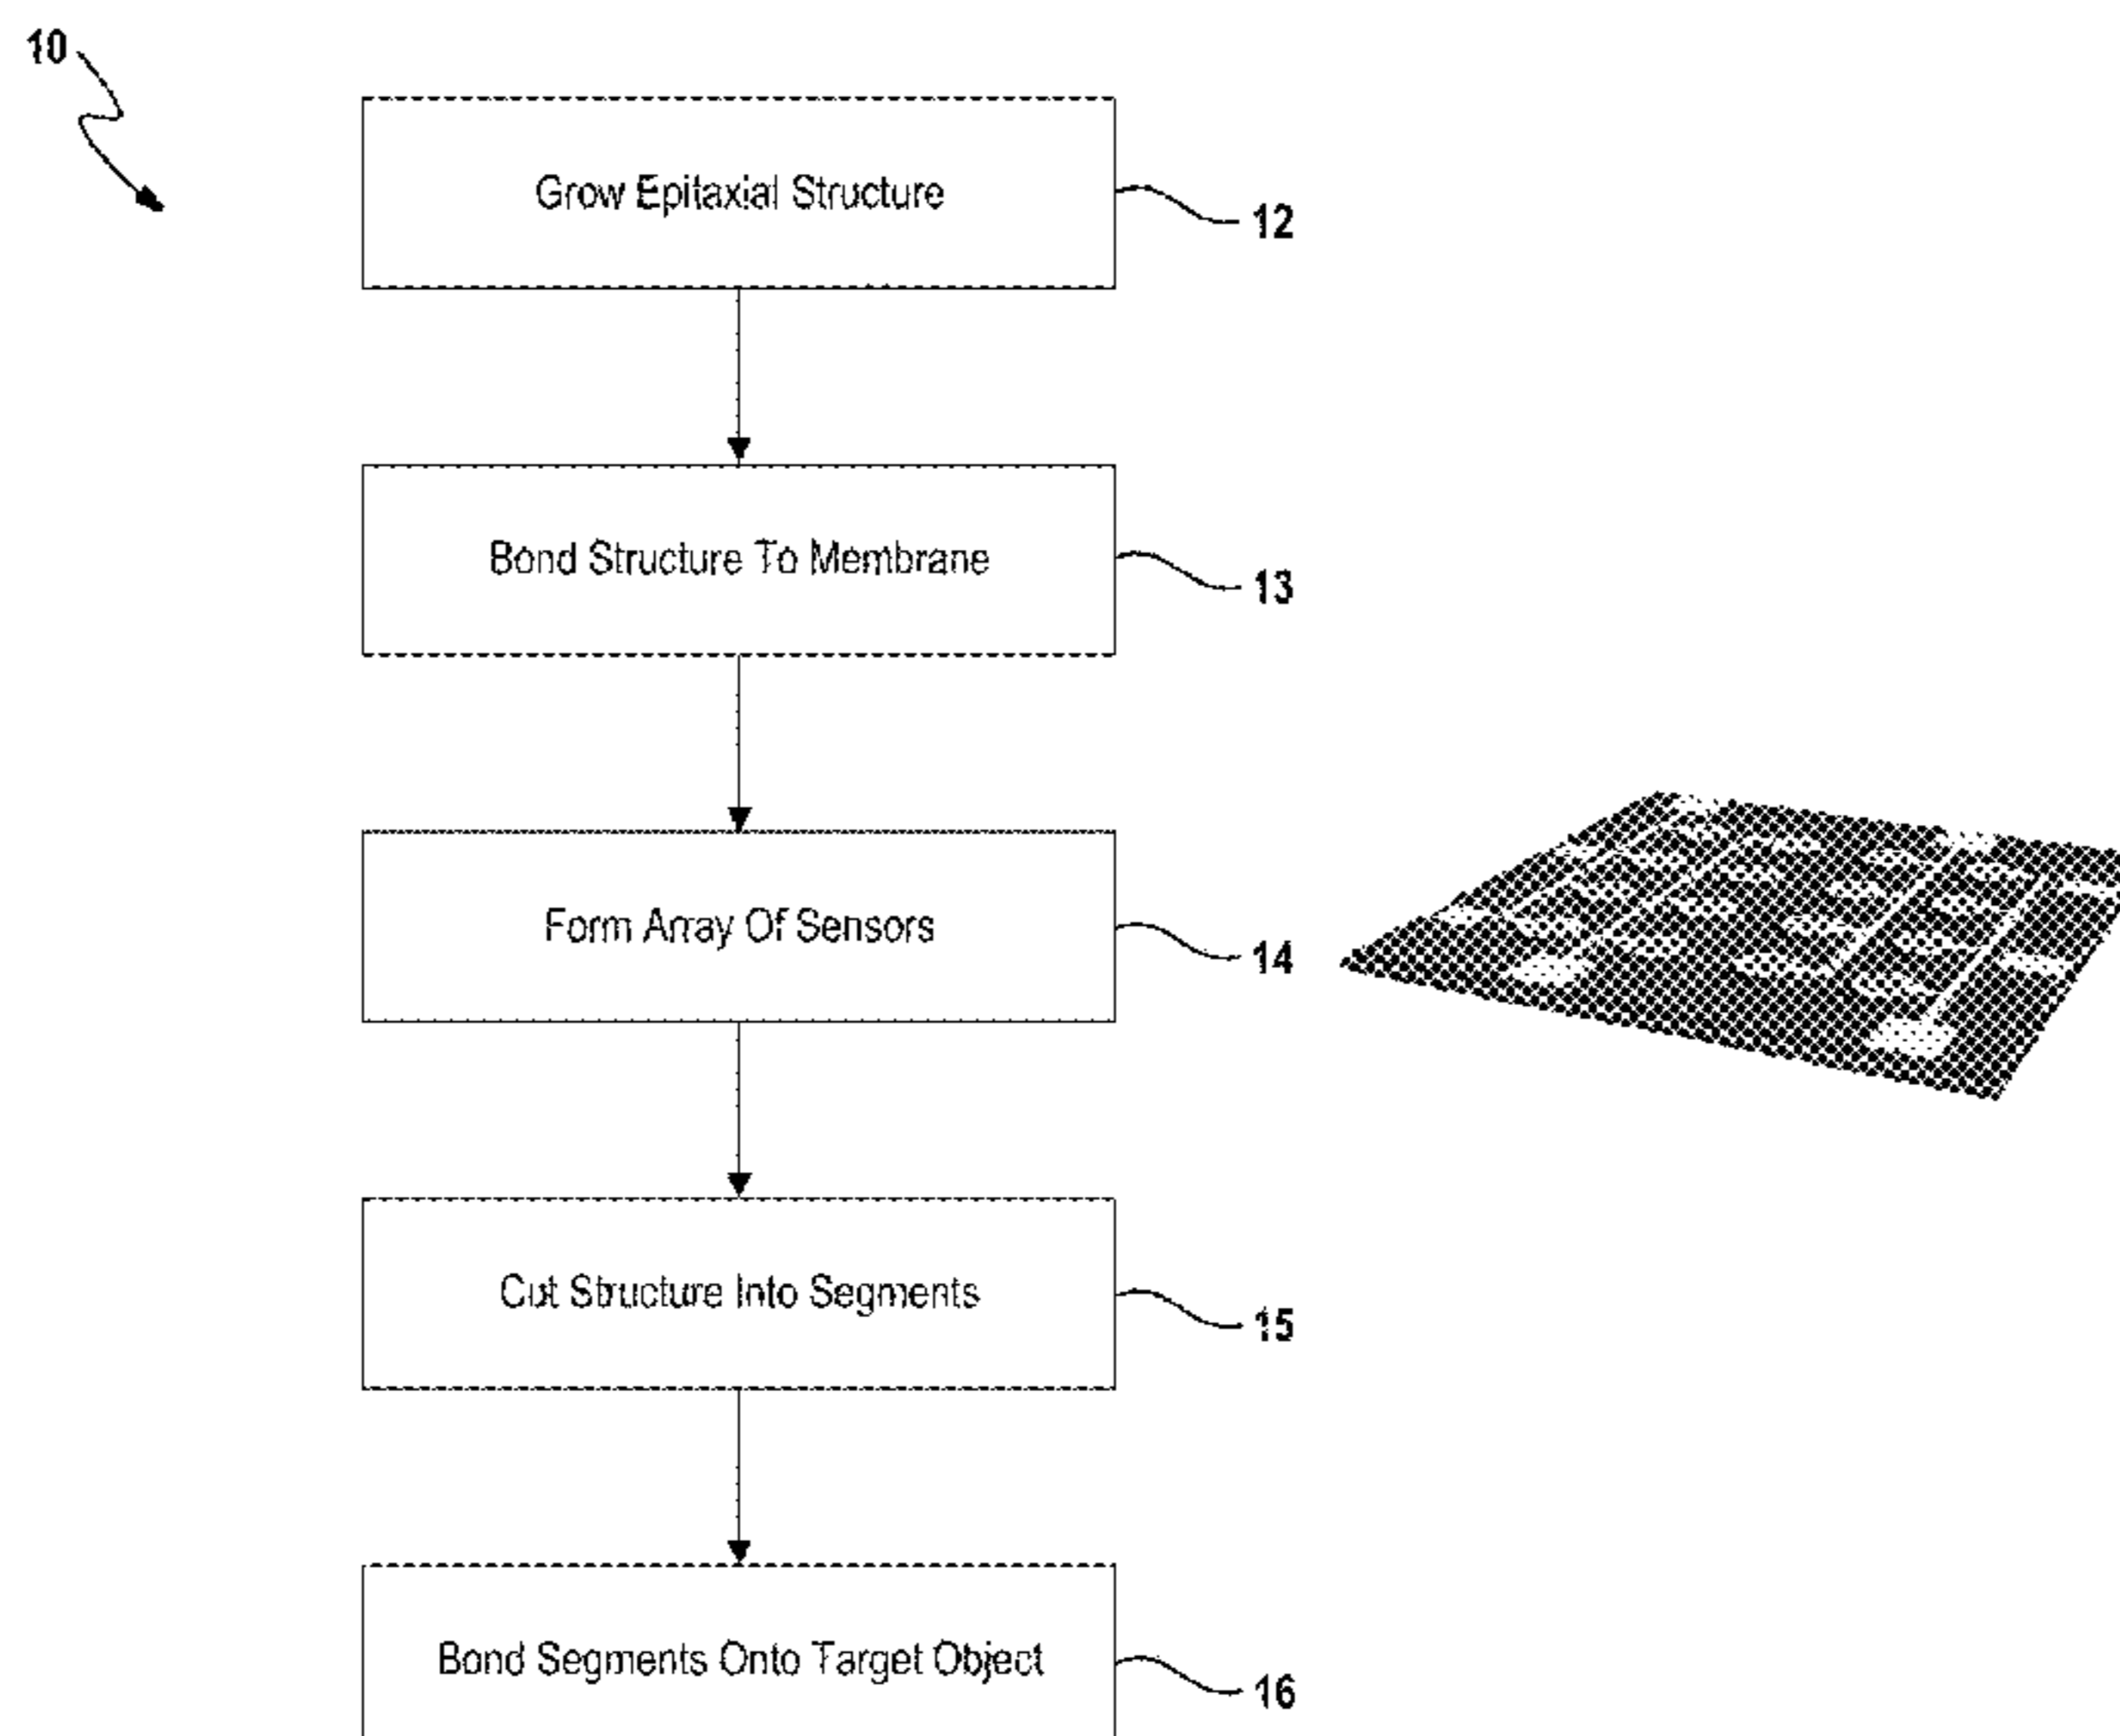 10
Grow Epitaxial Structure
12
Bond Structure To Membrane
13
Form Array Of Sensors
14
Cut Structure Into Segments
15
Bond Segments Onto Target Object
16